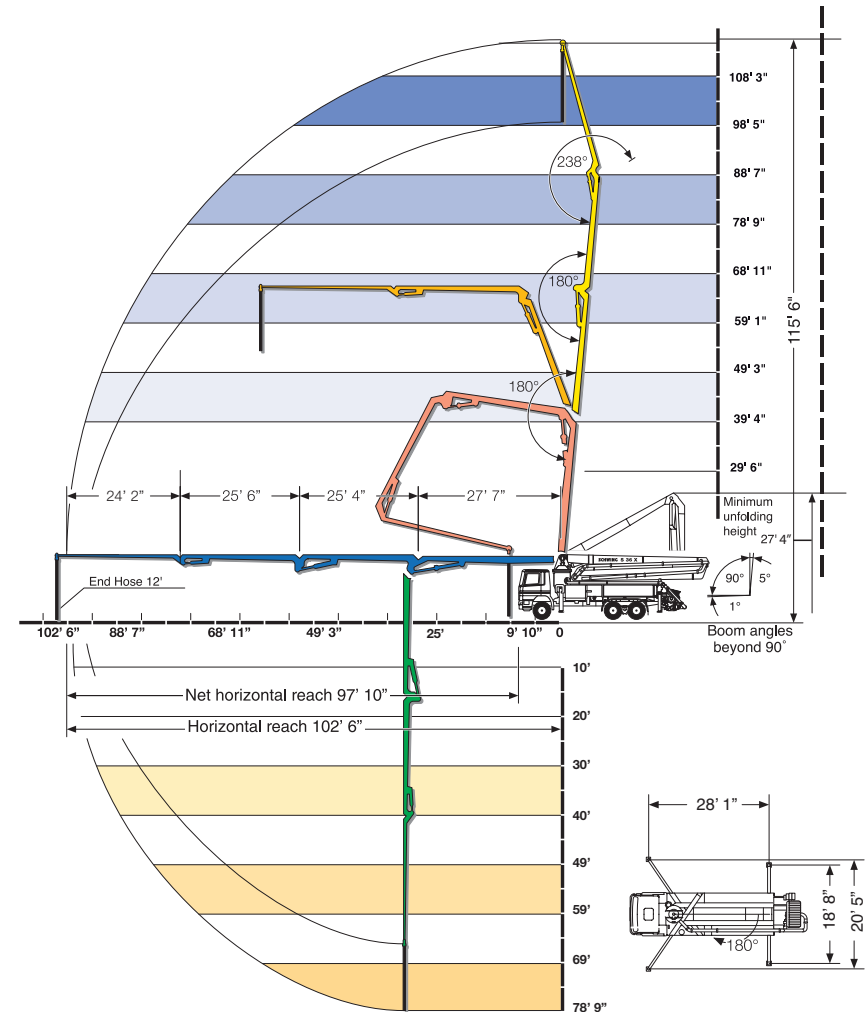 108' 3"
98' 5"
238°
88' 7"
78' 9"
68' 11"
180°
59' 1"
115' 6"
49' 3"
180°
39' 4"
29' 6"
24' 2" 25' 6" 25' 4" 27' 7"
Minimum
unfolding
height
27' 4"
SCHWING S 36 X
90° 5°
1°
End Hose 12'
102' 6" 88' 7" 68' 11" 49' 3" 25' 9' 10" 0
Boom angles
beyond 90°
10'
Net horizontal reach 97' 10"
20'
Horizontal reach 102' 6"
30'
40'
49'
59'
69'
78' 9"
28' 1"
18' 8"
20' 5"
180°